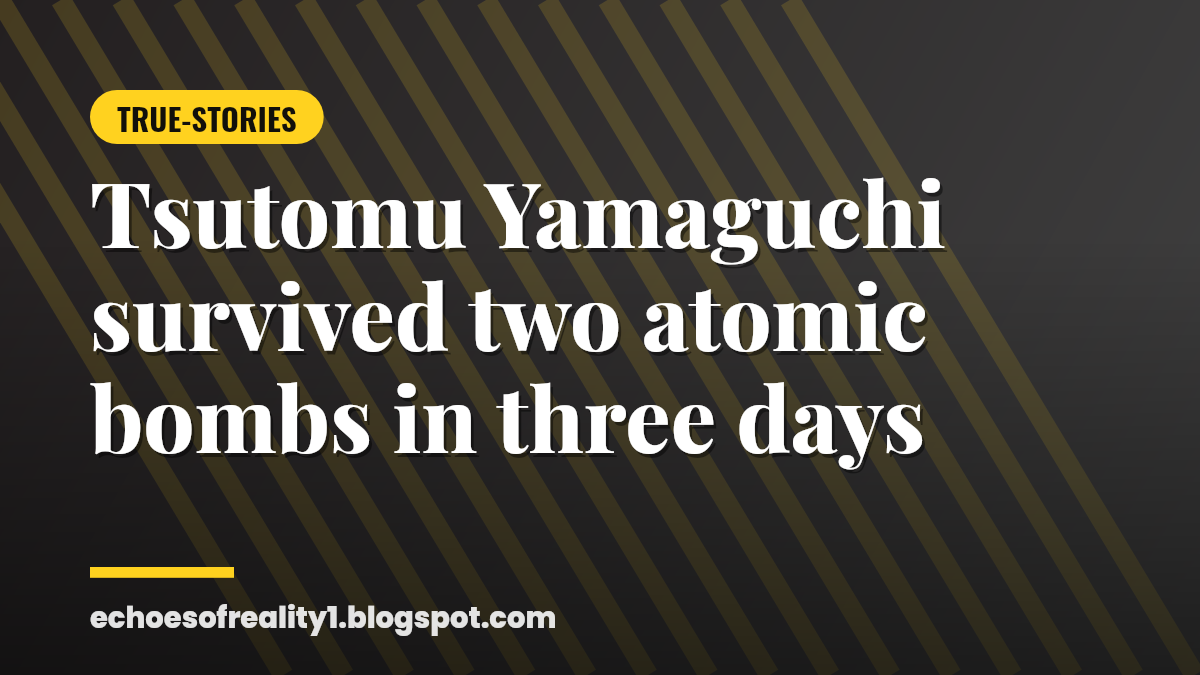 TRUE-STORIES
Tsutomu Yamaguchi
survived two atomic
bombs in three days
echoesofreality1.blogspot.com